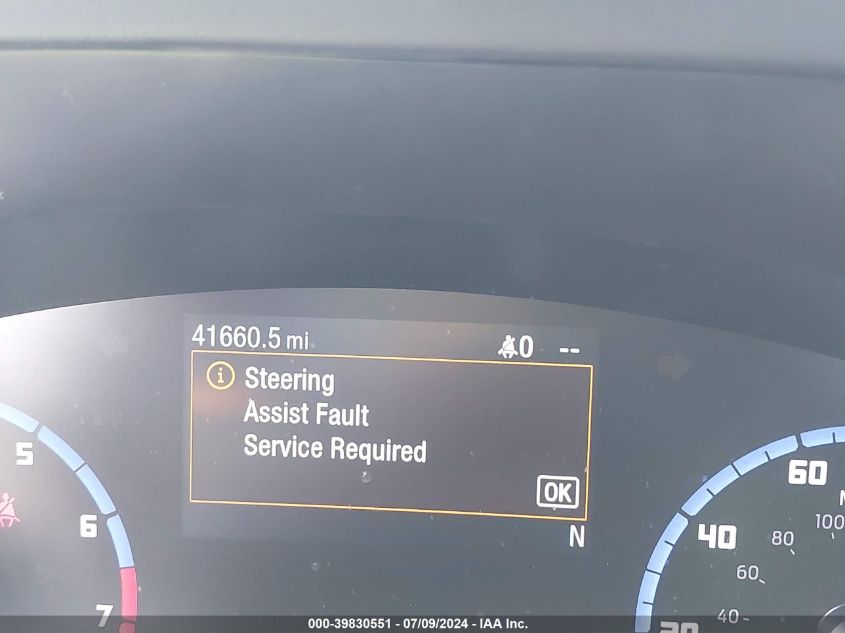 41660.5 mi 0 --
i Steering
Assist Fault
Service Required
OK
N
5
6
7
60
40
100
80
60
40
20
000-39830551 - 07/09/2024 - IAA Inc.